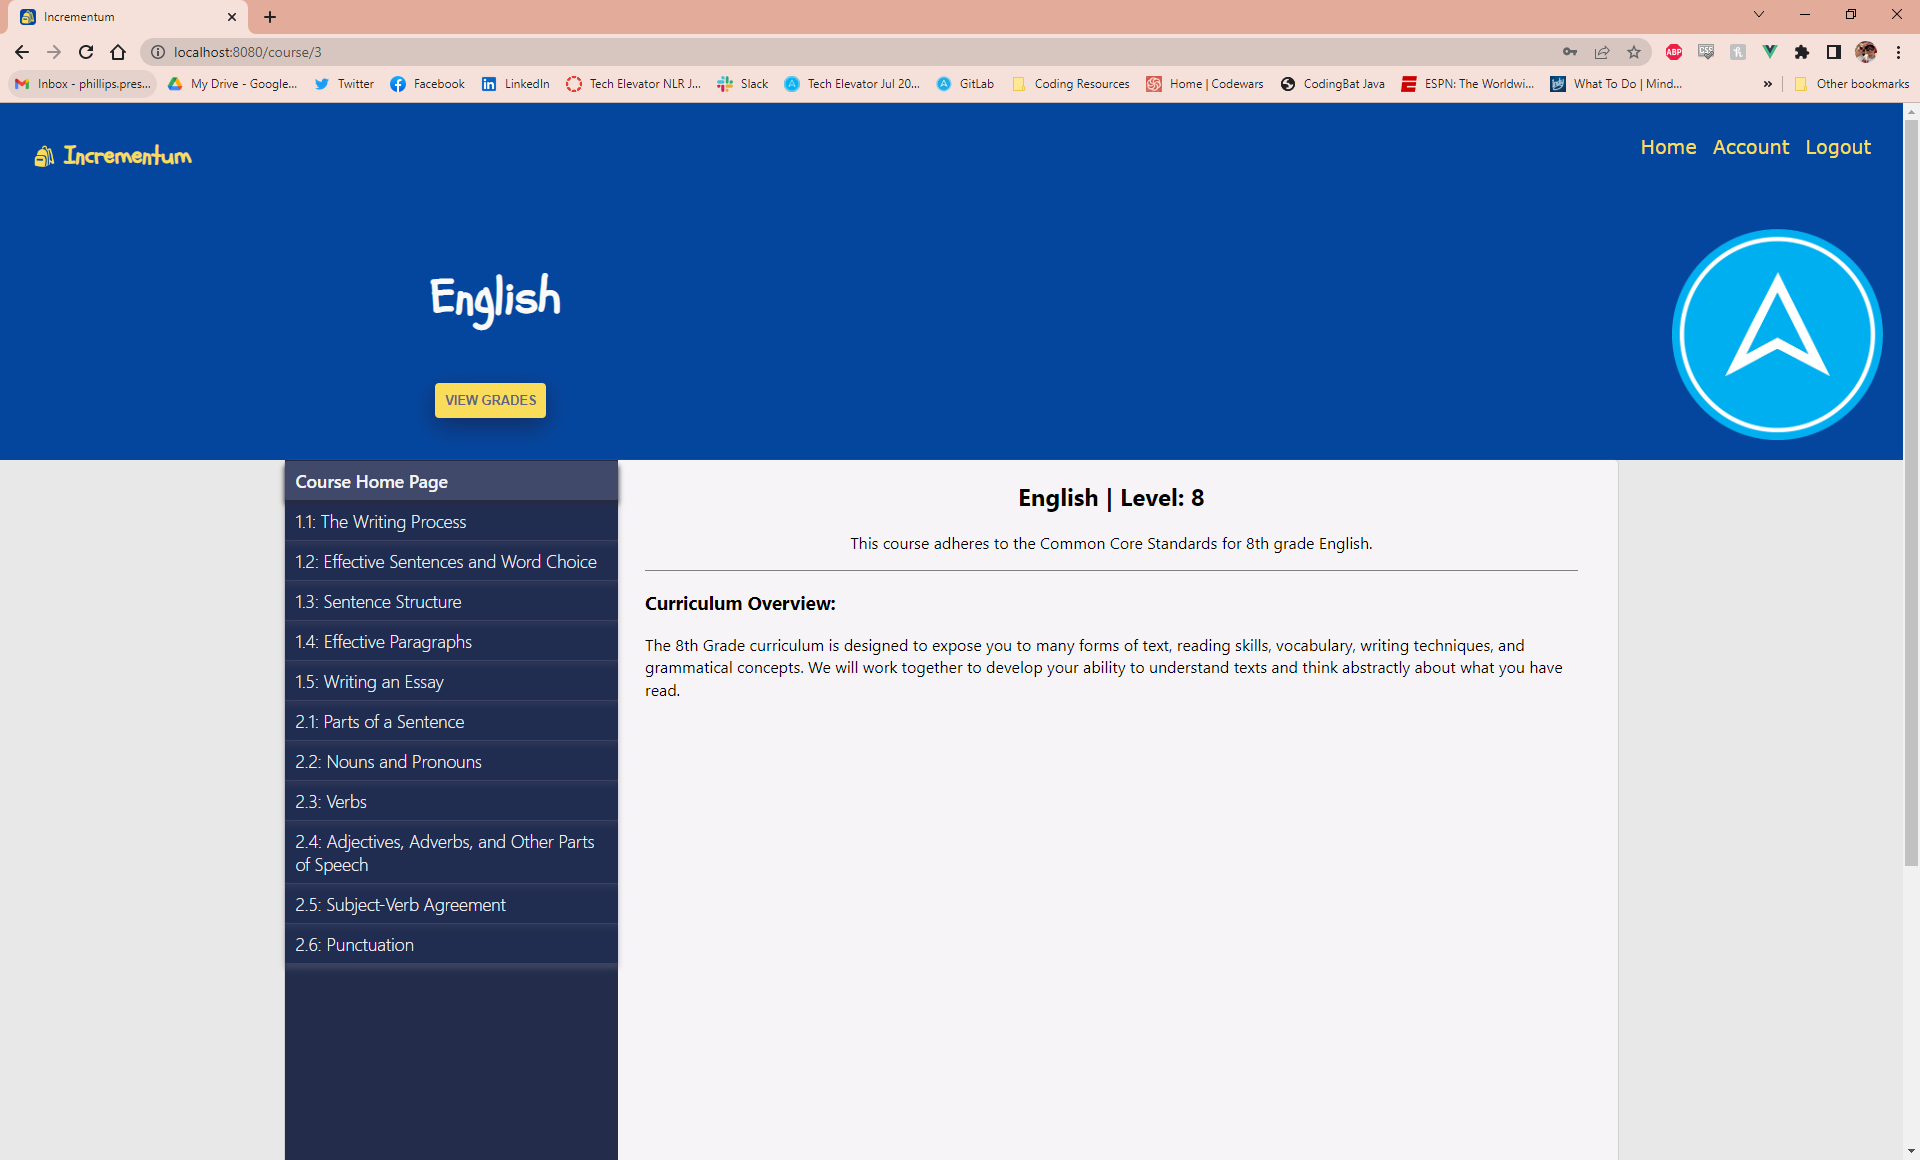 Incrementum
localhost:8080/course/3
Inbox - phillips.pres... My Drive - Google... Twitter Facebook LinkedIn Tech Elevator NLR J... Slack Tech Elevator Jul 20... GitLab Coding Resources Home | Codewars CodingBat Java ESPN: The Worldwi... What To Do | Mind... » Other bookmarks
Incrementum
Home Account Logout
English
VIEW GRADES
Course Home Page
1.1: The Writing Process
1.2: Effective Sentences and Word Choice
1.3: Sentence Structure
1.4: Effective Paragraphs
1.5: Writing an Essay
2.1: Parts of a Sentence
2.2: Nouns and Pronouns
2.3: Verbs
2.4: Adjectives, Adverbs, and Other Parts
of Speech
2.5: Subject-Verb Agreement
2.6: Punctuation
English | Level: 8
This course adheres to the Common Core Standards for 8th grade English.
Curriculum Overview:
The 8th Grade curriculum is designed to expose you to many forms of text, reading skills, vocabulary, writing techniques, and
grammatical concepts. We will work together to develop your ability to understand texts and think abstractly about what you have
read.